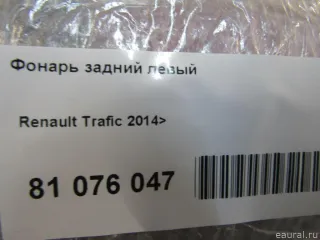 Фонарь задний левый
Renault Trafic 2014>
81 076 047
eaural.ru